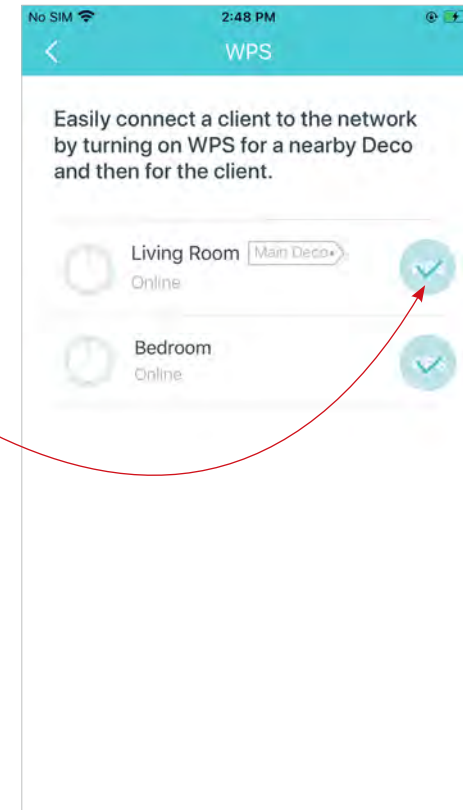 No SIM 2:48 PM
WPS
Easily connect a client to the network
by turning on WPS for a nearby Deco
and then for the client.
Living Room Main Deco
Online
Bedroom
Online